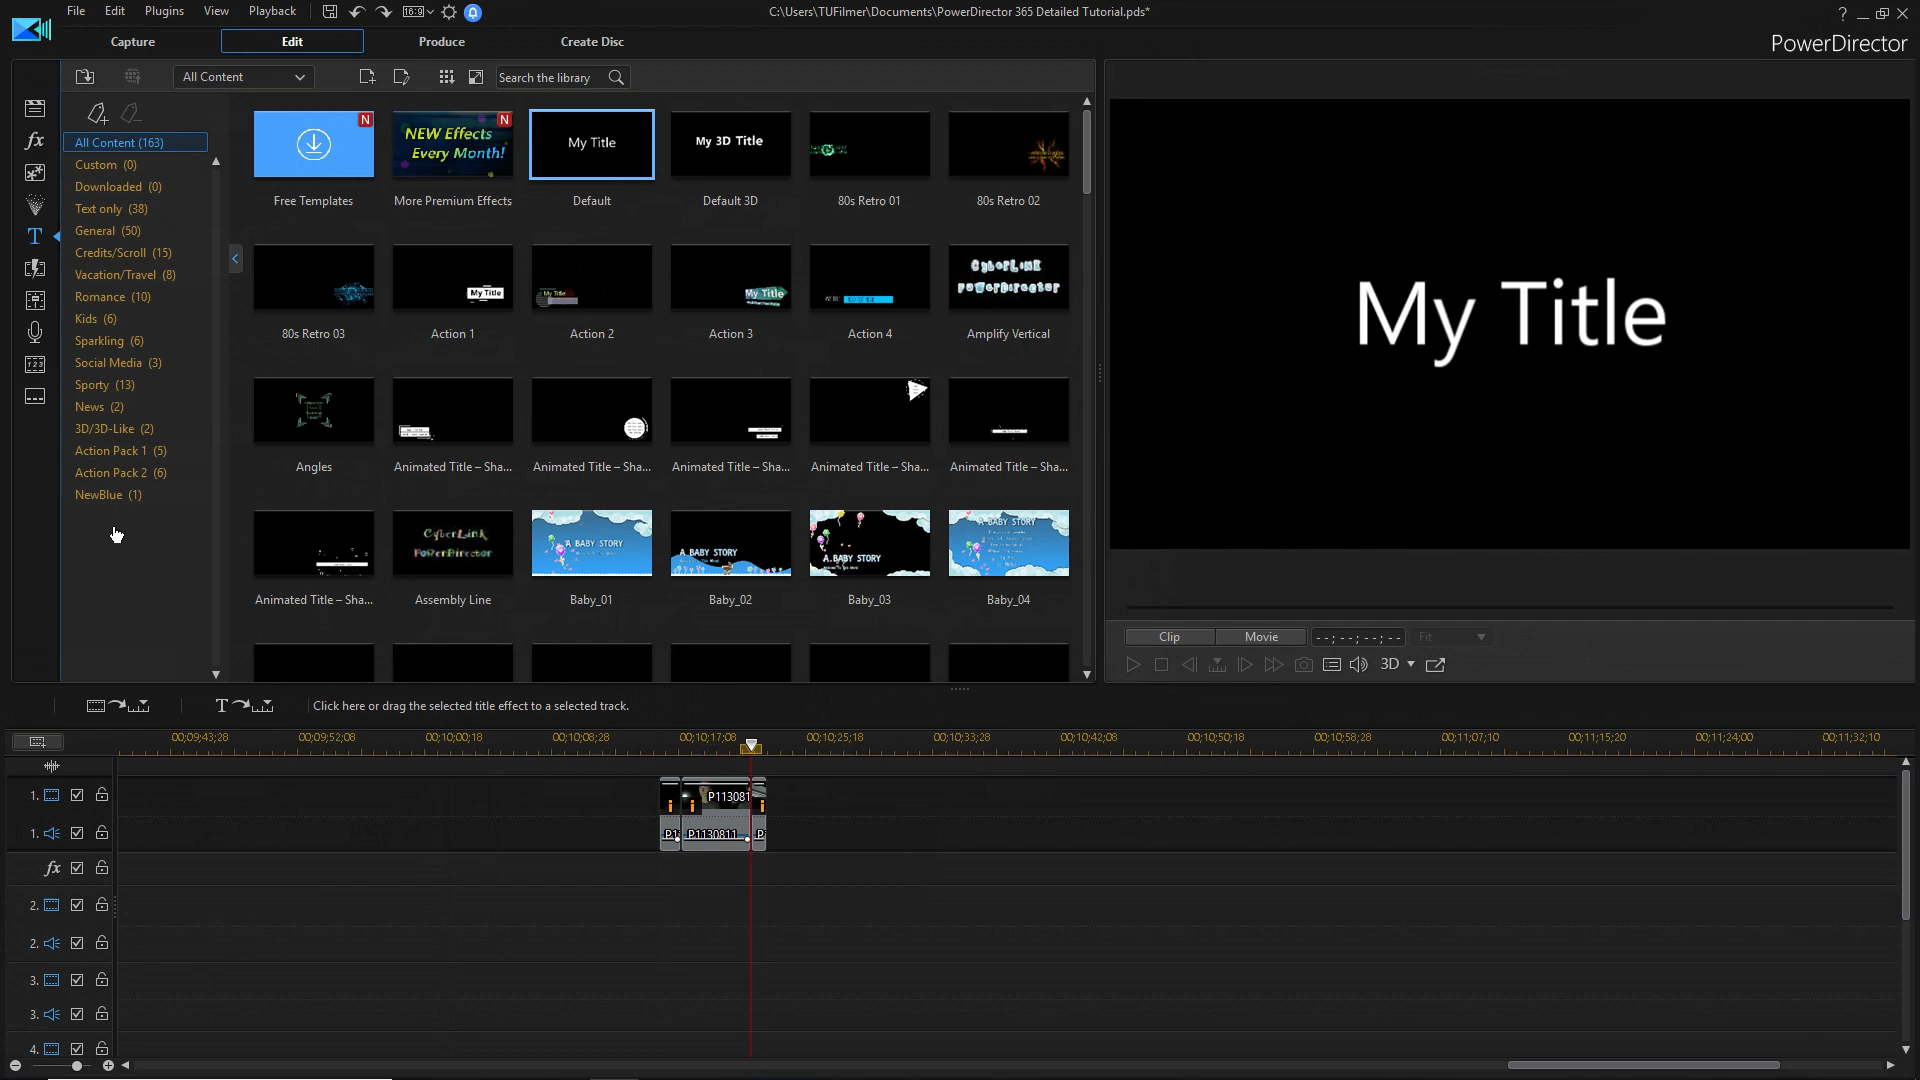 File Edit Plugins View Playback
16:9
C:\Users\TUFilmer\Documents\PowerDirector 365 Detailed Tutorial.pds*
?
Capture Edit Produce Create Disc
PowerDirector
All Content
Search the library
fx
T
All Content (163)
Custom (0)
Downloaded (0)
Text only (38)
General (50)
Credits/Scroll (15)
Vacation/Travel (8)
Romance (10)
Kids (6)
Sparkling (6)
Social Media (3)
Sporty (13)
News (2)
3D/3D-Like (2)
Action Pack 1 (5)
Action Pack 2 (6)
NewBlue (1)
N
NEW Effects
Every Month!
N
My Title
My 3D Title
Free Templates More Premium Effects Default Default 3D 80s Retro 01 80s Retro 02
My Title
My Title
My Title
CyberLink
PowerDirector
80s Retro 03 Action 1 Action 2 Action 3 Action 4 Amplify Vertical
Angles Animated Title – Sha... Animated Title – Sha... Animated Title – Sha... Animated Title – Sha... Animated Title – Sha...
CyberLink
PowerDirector
A BABY STORY
A BABY STORY
A BABY STORY
A BABY STORY
Animated Title – Sha... Assembly Line Baby_01 Baby_02 Baby_03 Baby_04
My Title
Clip Movie --;--;--;-- Fit
3D
T
Click here or drag the selected title effect to a selected track.
00;09;43;28 00;09;52;08 00;10;00;18 00;10;08;28 00;10;17;08 00;10;25;18 00;10;33;28 00;10;42;08 00;10;50;18 00;10;58;28 00;11;07;10 00;11;15;20 00;11;24;00 00;11;32;10
1.
i i P113081 i
1.
P1 P1130811 P
fx
2.
2.
3.
3.
4.